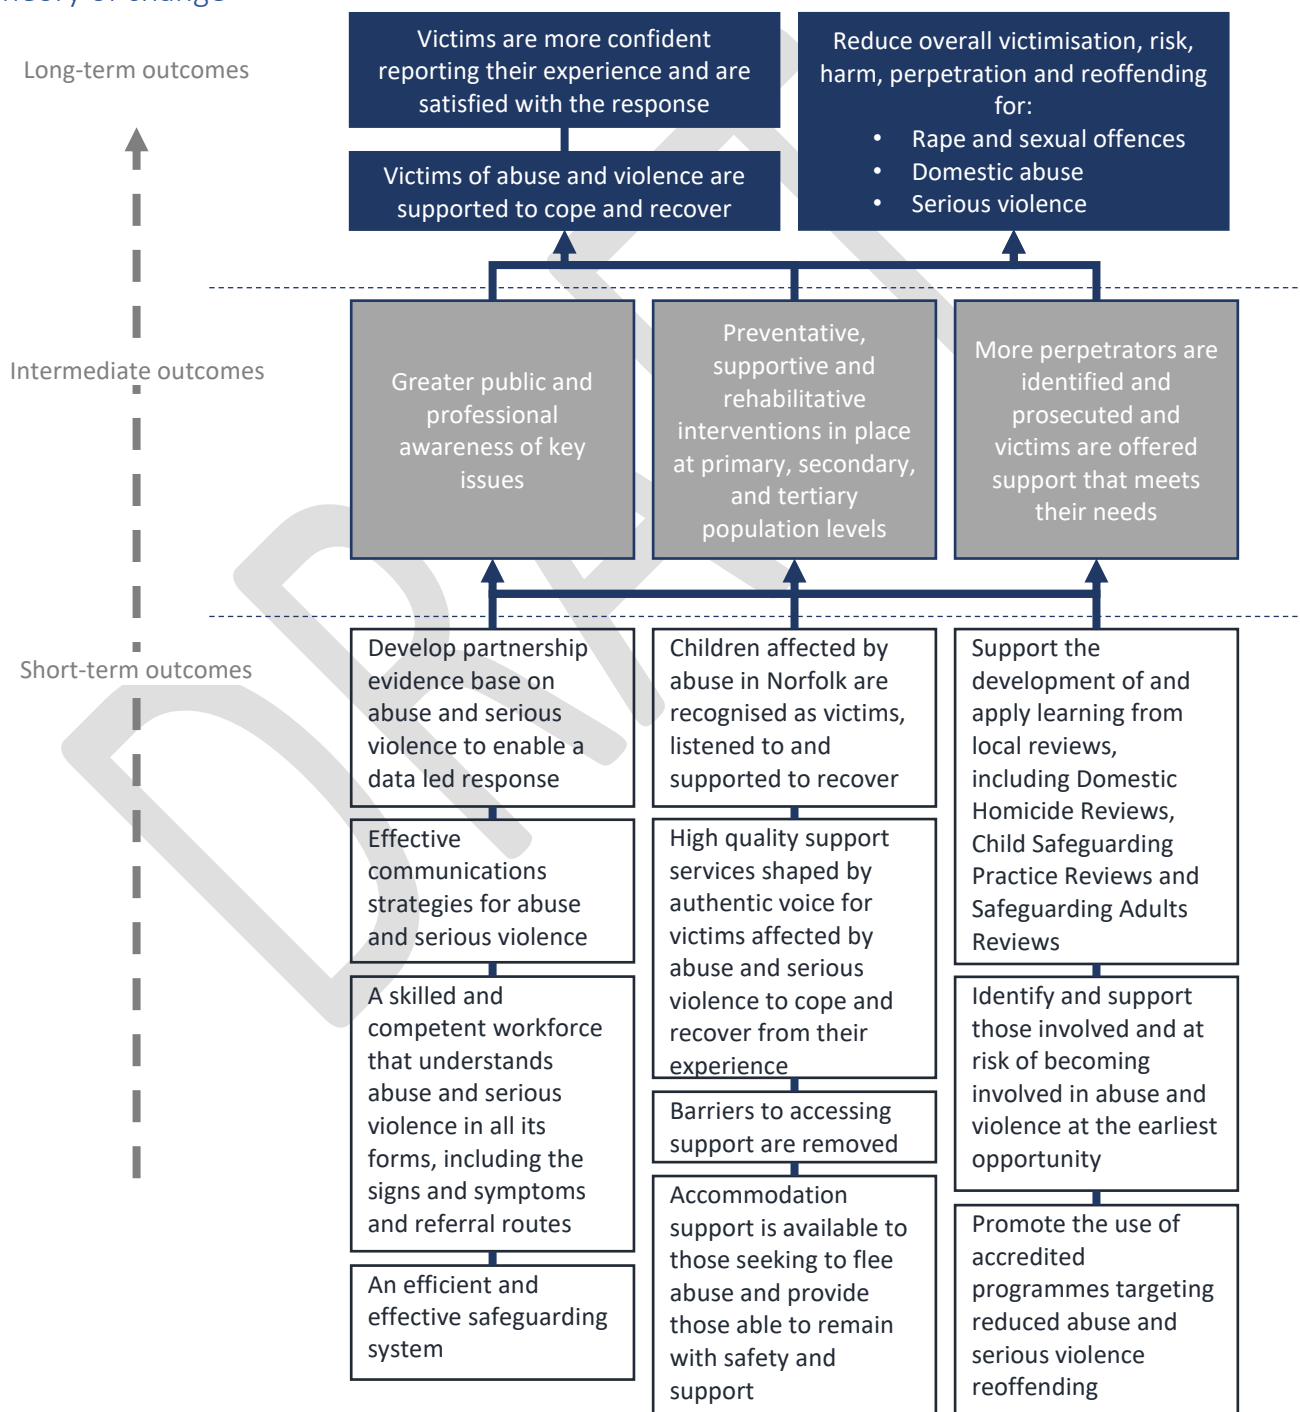 Theory of change
Long-term outcomes
Victims are more confident
reporting their experience and are
satisfied with the response
Victims of abuse and violence are
supported to cope and recover
Reduce overall victimisation, risk,
harm, perpetration and reoffending
for:
• Rape and sexual offences
• Domestic abuse
• Serious violence
Intermediate outcomes
Greater public and
professional
awareness of key
issues
Preventative,
supportive and
rehabilitative
interventions in place
at primary, secondary,
and tertiary
population levels
More perpetrators are
identified and
prosecuted and
victims are offered
support that meets
their needs
Short-term outcomes
Develop partnership
evidence base on
abuse and serious
violence to enable a
data led response
Effective
communications
strategies for abuse
and serious violence
A skilled and
competent workforce
that understands
abuse and serious
violence in all its
forms, including the
signs and symptoms
and referral routes
An efficient and
effective safeguarding
system
Children affected by
abuse in Norfolk are
recognised as victims,
listened to and
supported to recover
High quality support
services shaped by
authentic voice for
victims affected by
abuse and serious
violence to cope and
recover from their
experience
Barriers to accessing
support are removed
Accommodation
support is available to
those seeking to flee
abuse and provide
those able to remain
with safety and
support
Support the
development of and
apply learning from
local reviews,
including Domestic
Homicide Reviews,
Child Safeguarding
Practice Reviews and
Safeguarding Adults
Reviews
Identify and support
those involved and at
risk of becoming
involved in abuse and
violence at the earliest
opportunity
Promote the use of
accredited
programmes targeting
reduced abuse and
serious violence
reoffending
DRAFT